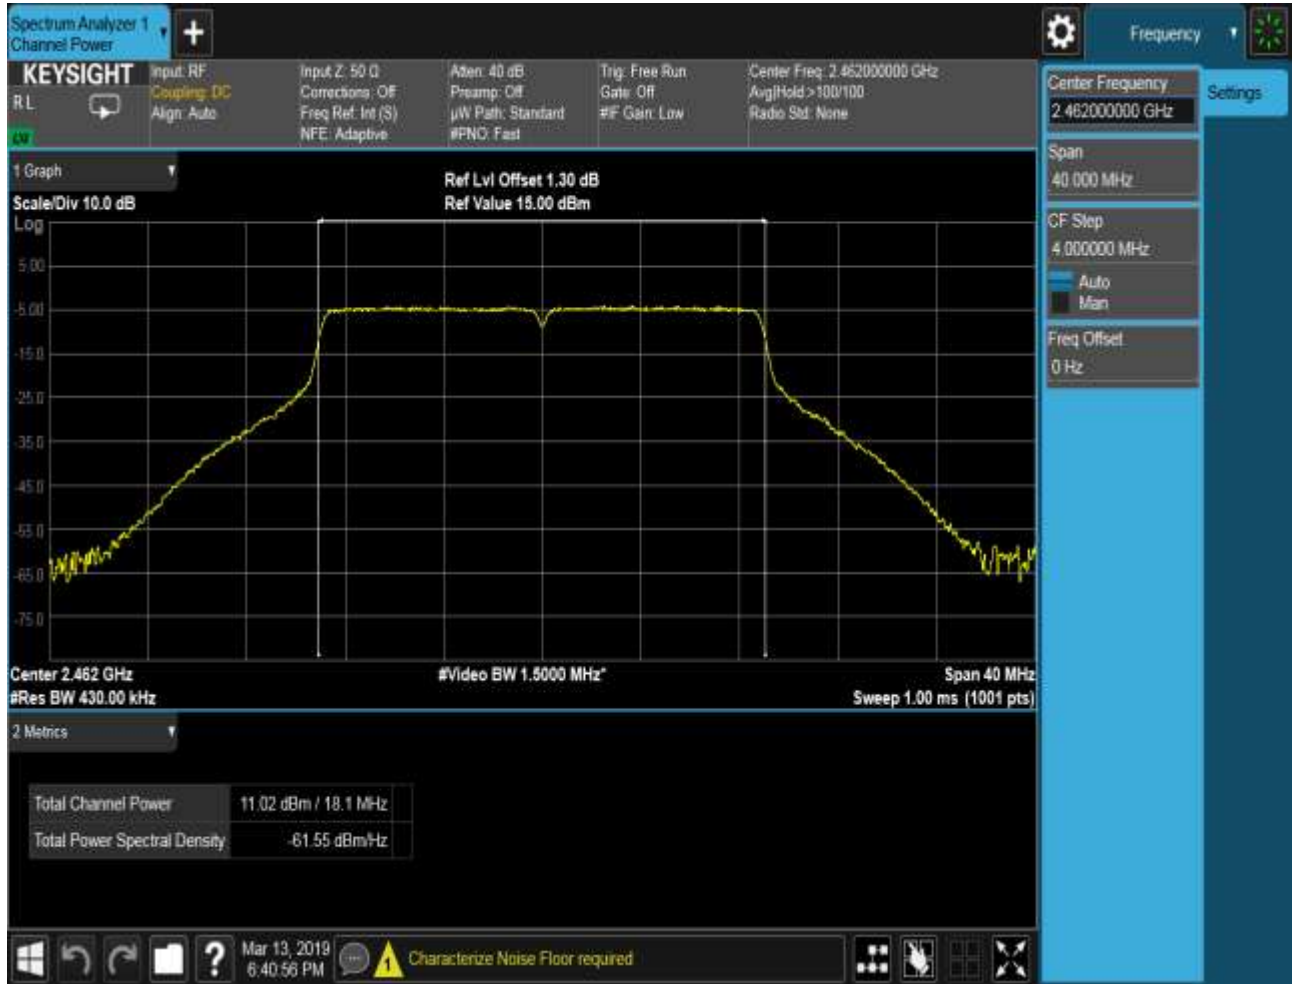 Spectrum Analyzer 1
Channel Power
Frequency
KEYSIGHT
R L
Input: RF
Coupling: DC
Align: Auto
Input Z: 50 Ω
Corrections: Off
Freq Ref: Int (S)
NFE: Adaptive
Atten: 40 dB
Preamp: Off
µW Path: Standard
#PNO: Fast
Trig: Free Run
Gate: Off
#IF Gain: Low
Center Freq: 2.462000000 GHz
Avg|Hold:>100/100
Radio Std: None
Center Frequency
2.462000000 GHz
Settings
Span
40.000 MHz
CF Step
4.000000 MHz
Auto
Man
Freq Offset
0 Hz
1 Graph
Scale/Div 10.0 dB
Ref Lvl Offset 1.30 dB
Ref Value 15.00 dBm
Log
5.00
-5.00
-15.0
-25.0
-35.0
-45.0
-55.0
-65.0
-75.0
Center 2.462 GHz
#Video BW 1.5000 MHz*
Span 40 MHz
#Res BW 430.00 kHz
Sweep 1.00 ms (1001 pts)
2 Metrics
Total Channel Power 11.02 dBm / 18.1 MHz
Total Power Spectral Density -61.55 dBm/Hz
Mar 13, 2019
6:40:56 PM
1
Characterize Noise Floor required